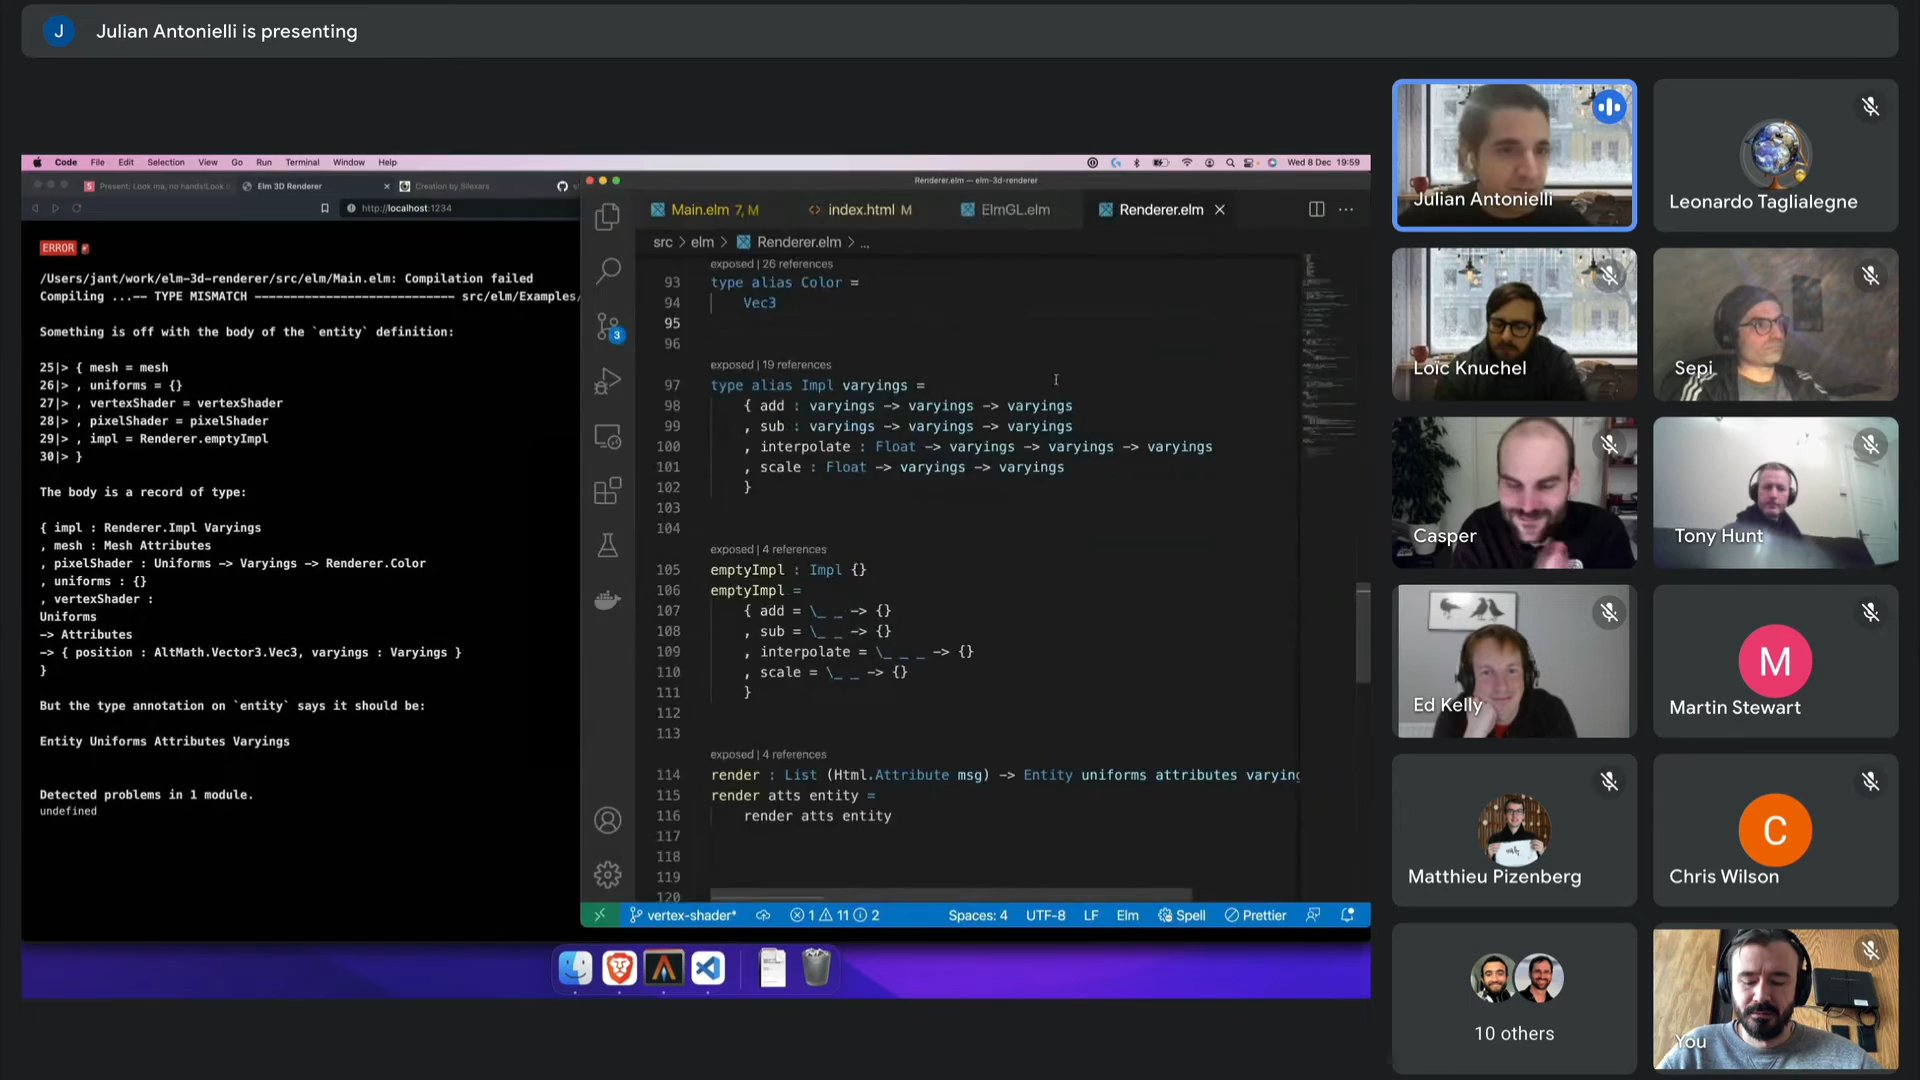 J Julian Antonielli is presenting
Code File Edit Selection View Go Run Terminal Window Help
Wed 8 Dec 19:59
Present: Look ma, no hands!
Elm 3D Renderer
Creation by Silexars
http://localhost:1234
ERROR
/Users/jant/work/elm-3d-renderer/src/elm/Main.elm: Compilation failed
Compiling ...-- TYPE MISMATCH ---------------------------- src/elm/Examples/
Something is off with the body of the `entity` definition:
25|> { mesh = mesh
26|> , uniforms = {}
27|> , vertexShader = vertexShader
28|> , pixelShader = pixelShader
29|> , impl = Renderer.emptyImpl
30|> }
The body is a record of type:
{ impl : Renderer.Impl Varyings
, mesh : Mesh Attributes
, pixelShader : Uniforms -> Varyings -> Renderer.Color
, uniforms : {}
, vertexShader :
Uniforms
-> Attributes
-> { position : AltMath.Vector3.Vec3, varyings : Varyings }
}
But the type annotation on `entity` says it should be:
Entity Uniforms Attributes Varyings
Detected problems in 1 module.
undefined
Renderer.elm — elm-3d-renderer
Main.elm 7, M
index.html M
ElmGL.elm
Renderer.elm
src > elm > Renderer.elm > ...
3
exposed | 26 references
93 type alias Color =
94 Vec3
95
96
exposed | 19 references
97 type alias Impl varyings =
98 { add : varyings -> varyings -> varyings
99 , sub : varyings -> varyings -> varyings
100 , interpolate : Float -> varyings -> varyings -> varyings
101 , scale : Float -> varyings -> varyings
102 }
103
104
exposed | 4 references
105 emptyImpl : Impl {}
106 emptyImpl =
107 { add = \_ _ -> {}
108 , sub = \_ _ -> {}
109 , interpolate = \_ _ _ -> {}
110 , scale = \_ _ -> {}
111 }
112
113
exposed | 4 references
114 render : List (Html.Attribute msg) -> Entity uniforms attributes varying
115 render atts entity =
116 render atts entity
117
118
119
120
vertex-shader* 1 11 2
Spaces: 4 UTF-8 LF Elm Spell Prettier
Julian Antonielli
Leonardo Taglialegne
Loïc Knuchel
Sepi
Casper
Tony Hunt
Ed Kelly
M
Martin Stewart
Matthieu Pizenberg
C
Chris Wilson
10 others
You